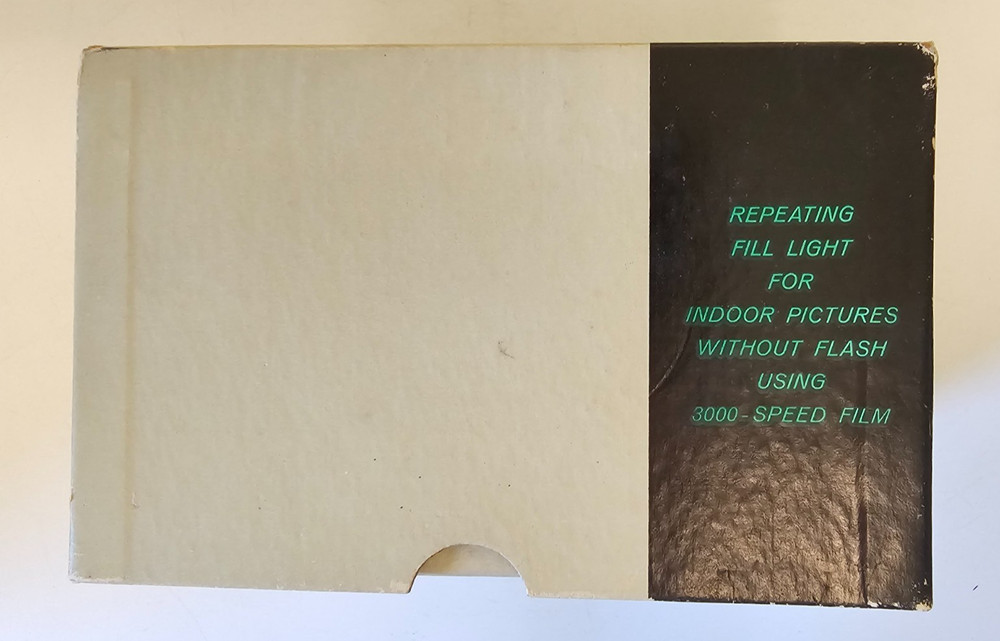 REPEATING
FILL LIGHT
FOR
INDOOR PICTURES
WITHOUT FLASH
USING
3000-SPEED FILM